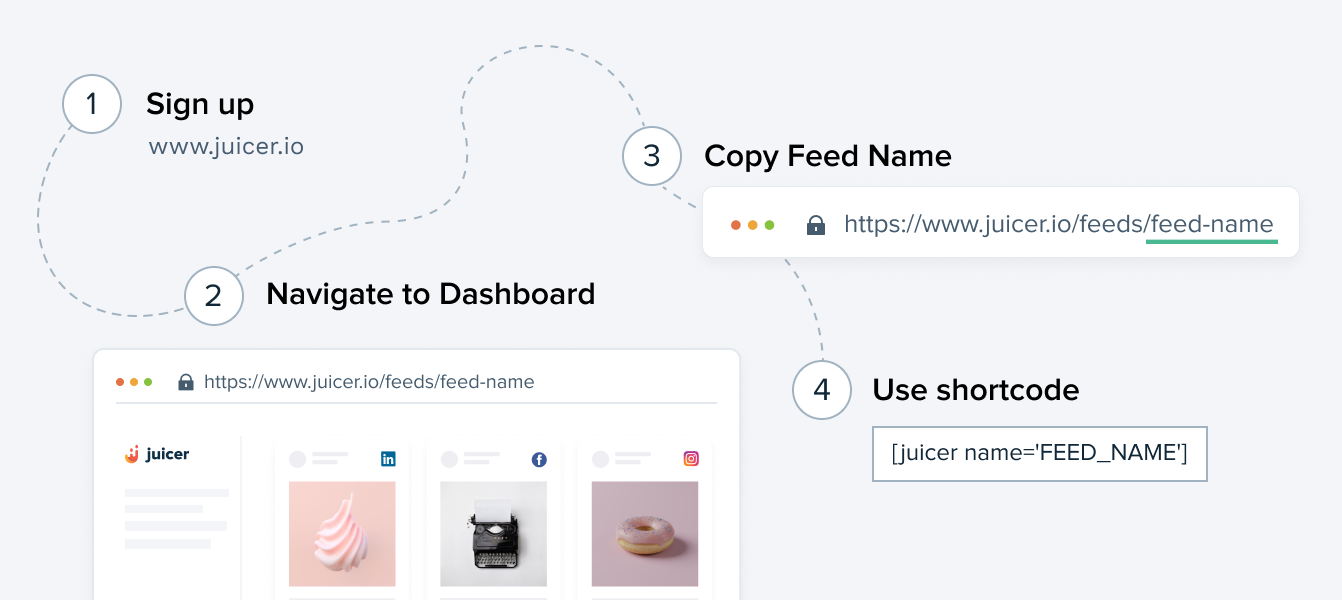 1
Sign up
www.juicer.io
2
Navigate to Dashboard
https://www.juicer.io/feeds/feed-name
juicer
in
f
3
Copy Feed Name
https://www.juicer.io/feeds/feed-name
4
Use shortcode
[juicer name='FEED_NAME']